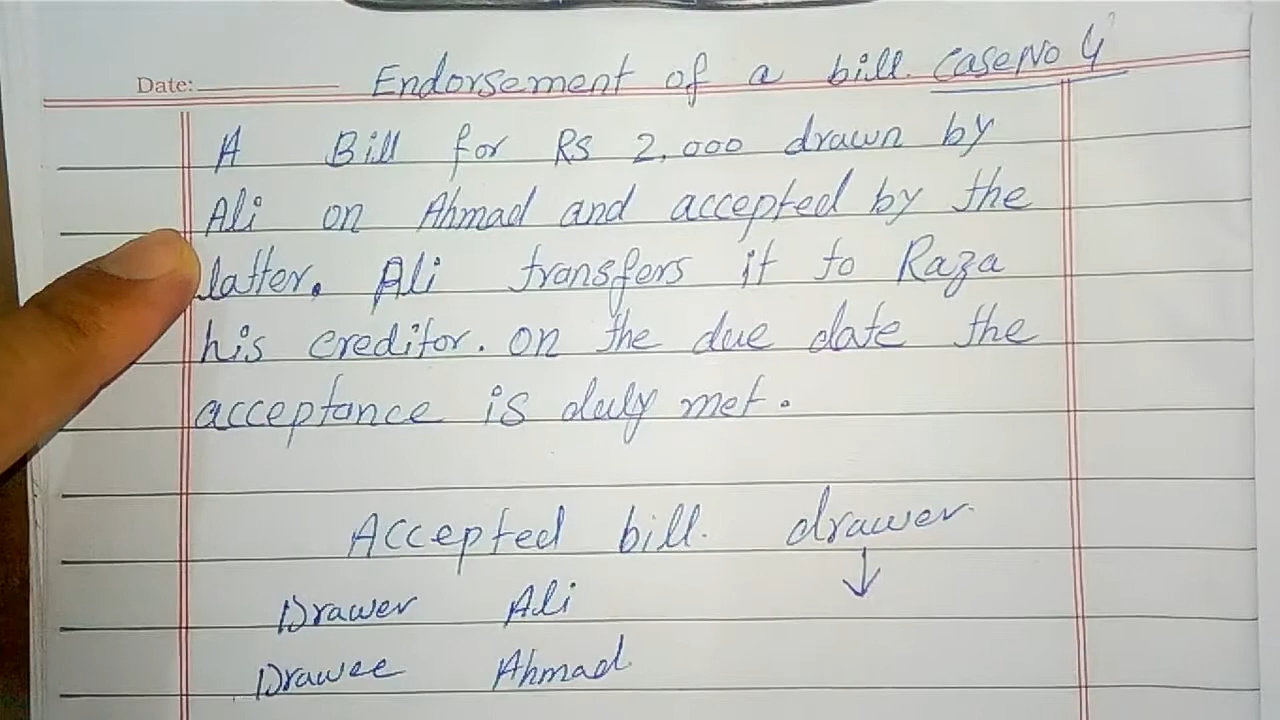 Date: Endorsement of a bill. Case No 4
A Bill for Rs 2,000 drawn by
Ali on Ahmad and accepted by the
latter. Ali transfers it to Raza
his creditor. on the due date the
acceptance is duly met.
Accepted bill. drawer.
Drawer Ali
Drawee Ahmad.